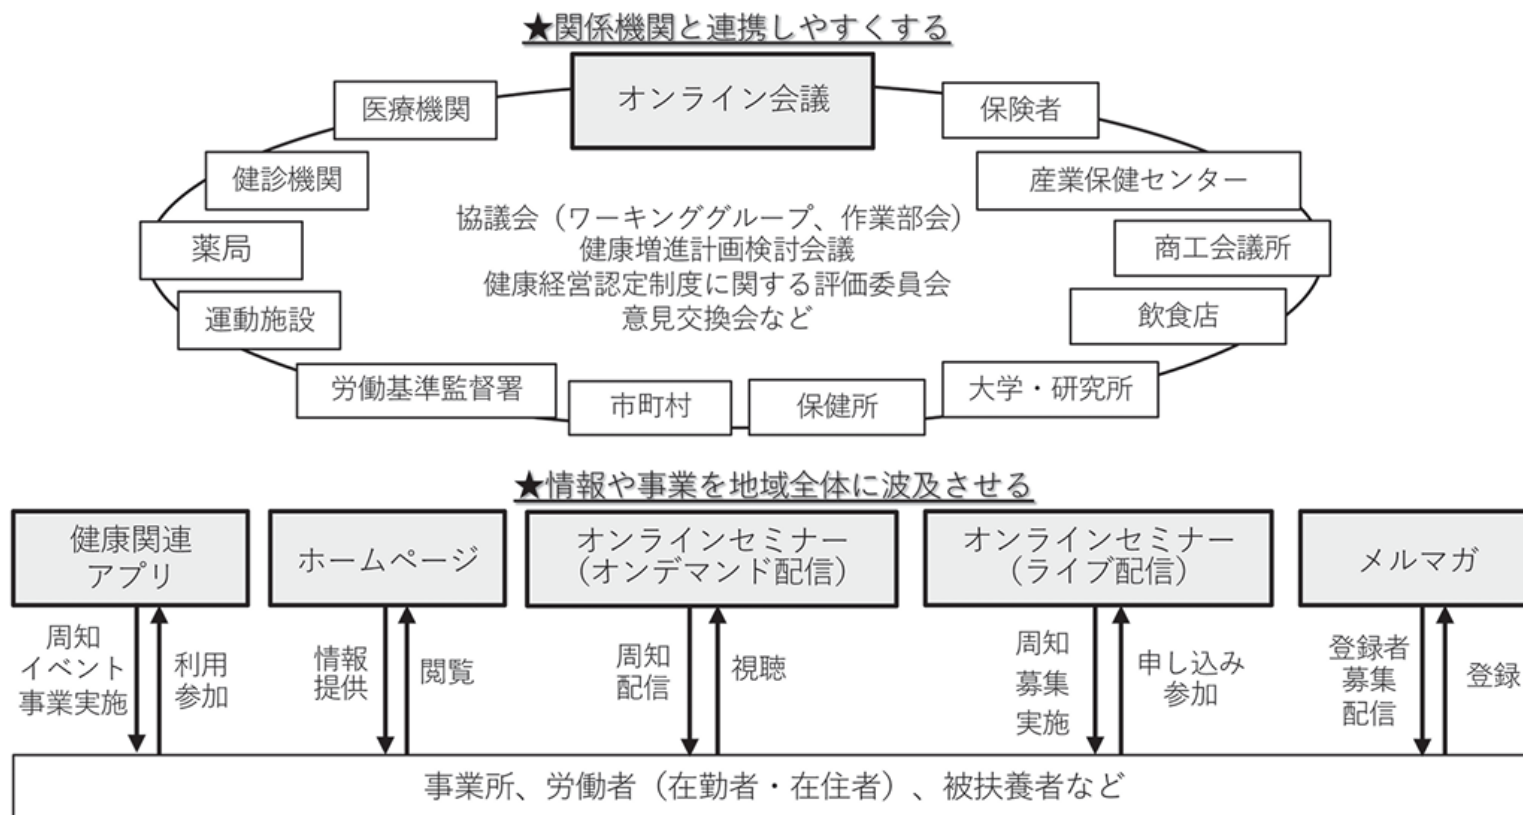 ★関係機関と連携しやすくする
オンライン会議
医療機関
保険者
健診機関
産業保健センター
薬局
商工会議所
運動施設
飲食店
労働基準監督署
市町村
保健所
大学・研究所
協議会（ワーキンググループ、作業部会）
健康増進計画検討会議
健康経営認定制度に関する評価委員会
意見交換会など
★情報や事業を地域全体に波及させる
健康関連
アプリ
ホームページ
オンラインセミナー
（オンデマンド配信）
オンラインセミナー
（ライブ配信）
メルマガ
周知
イベント
事業実施
利用
参加
情報
提供
閲覧
周知
配信
視聴
周知
募集
実施
申し込み
参加
登録者
募集
配信
登録
事業所、労働者（在勤者・在住者）、被扶養者など